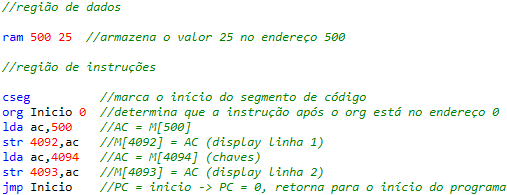 //região de dados
ram 500 25 //armazena o valor 25 no endereço 500
//região de instruções
cseg //marca o início do segmento de código
org Inicio 0 //determina que a instrução após o org está no endereço 0
lda ac,500 //AC = M[500]
str 4092,ac //M[4092] = AC (display linha 1)
lda ac,4094 //AC = M[4094] (chaves)
str 4093,ac //M[4093] = AC (display linha 2)
jmp Inicio //PC = inicio -> PC = 0, retorna para o início do programa